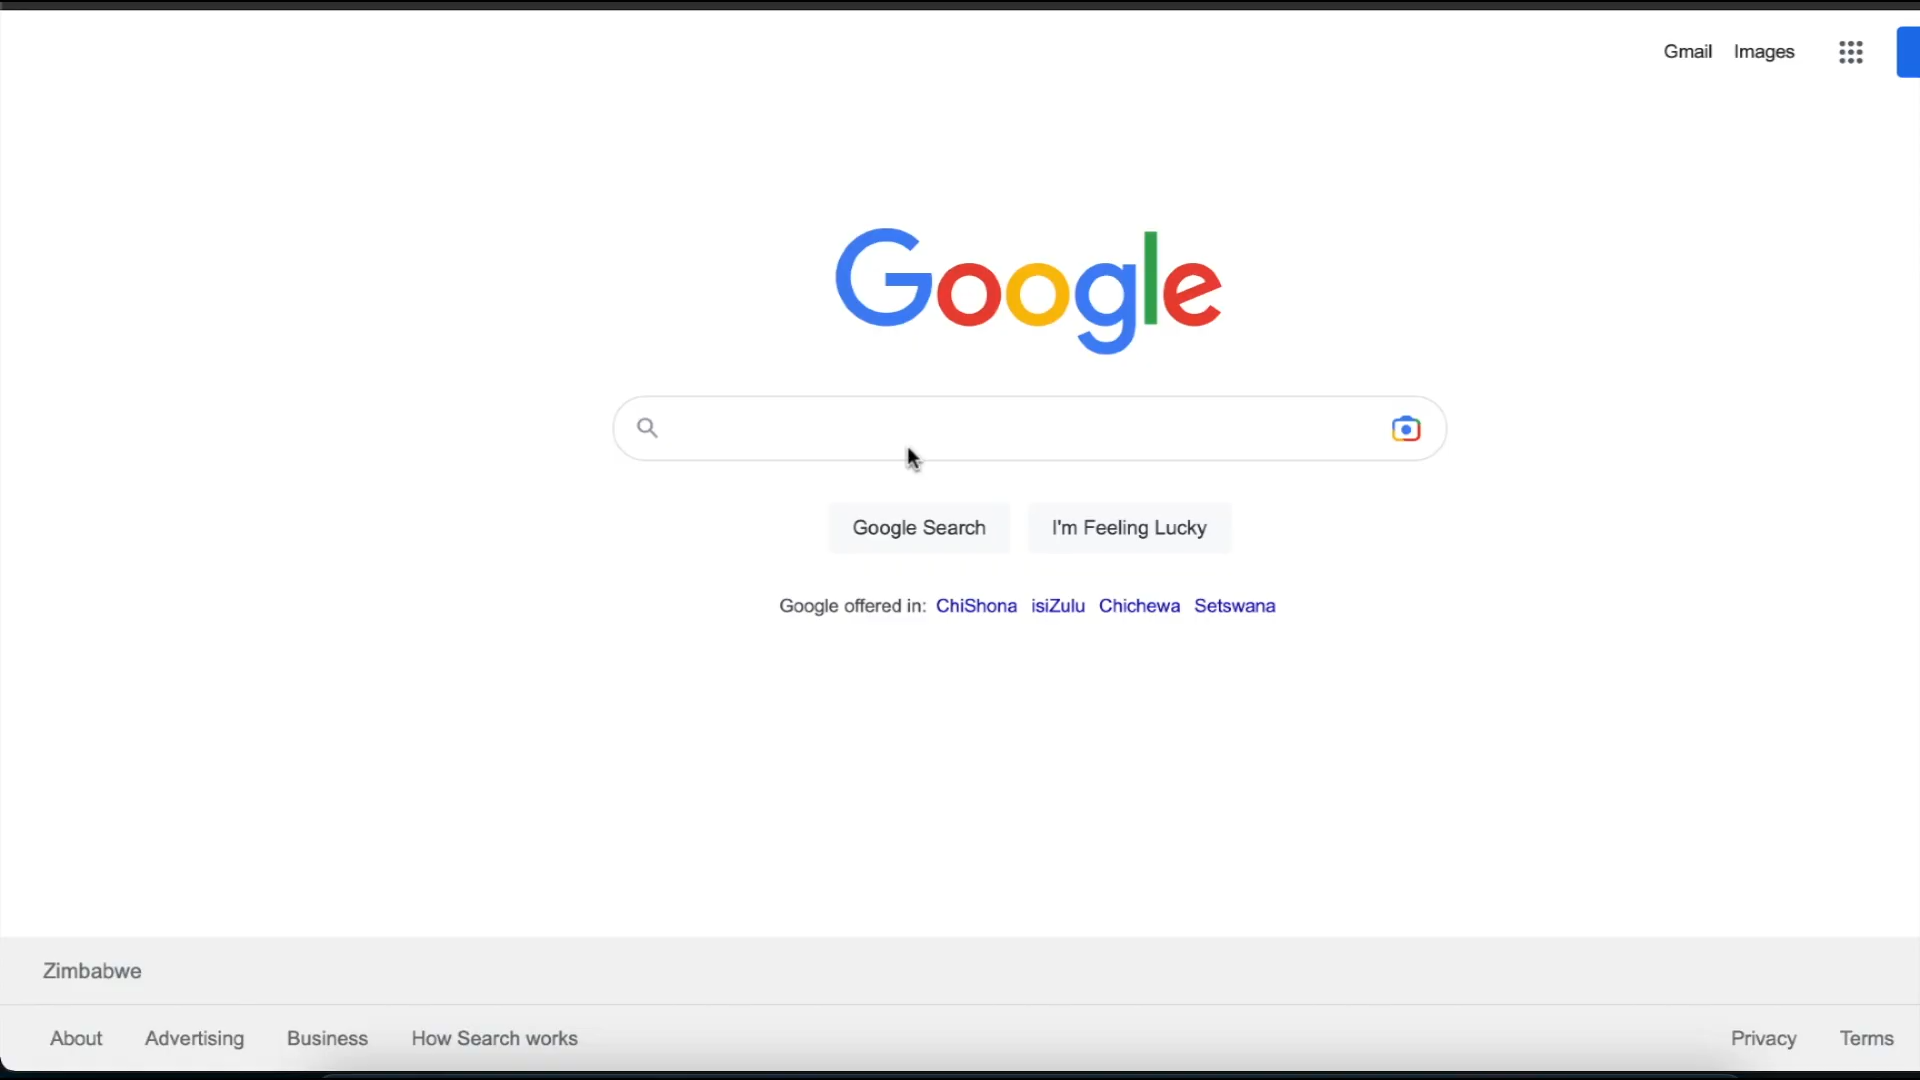 Gmail Images
Google
Google Search I'm Feeling Lucky
Google offered in: ChiShona isiZulu Chichewa Setswana
Zimbabwe
About Advertising Business How Search works Privacy Terms